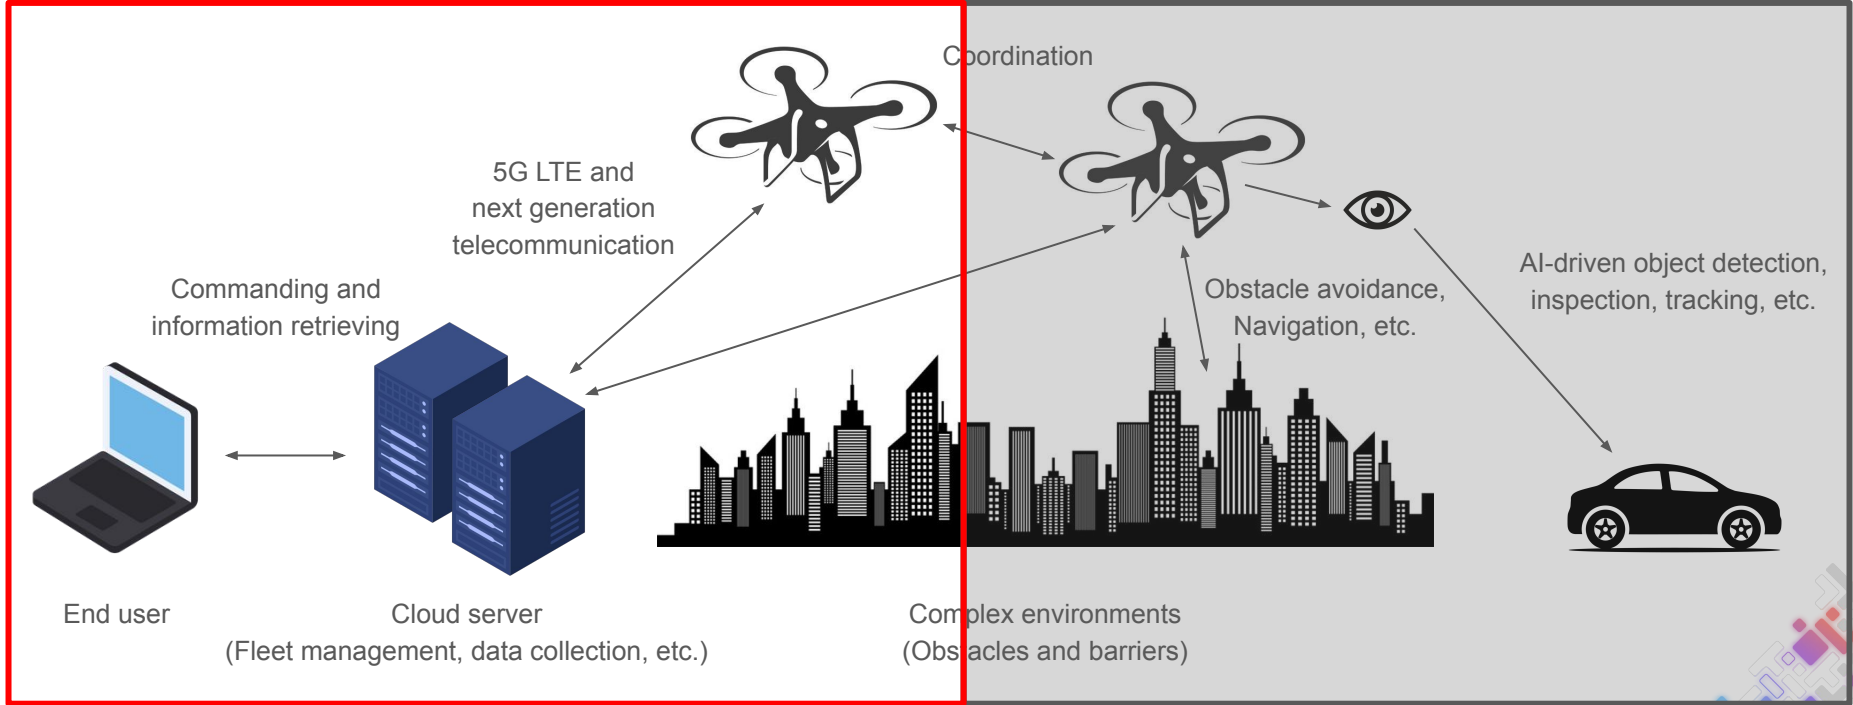 Coordination
5G LTE and
next generation
telecommunication
Commanding and
information retrieving
AI-driven object detection,
inspection, tracking, etc.
Obstacle avoidance,
Navigation, etc.
End user
Cloud server
(Fleet management, data collection, etc.)
Complex environments
(Obstacles and barriers)